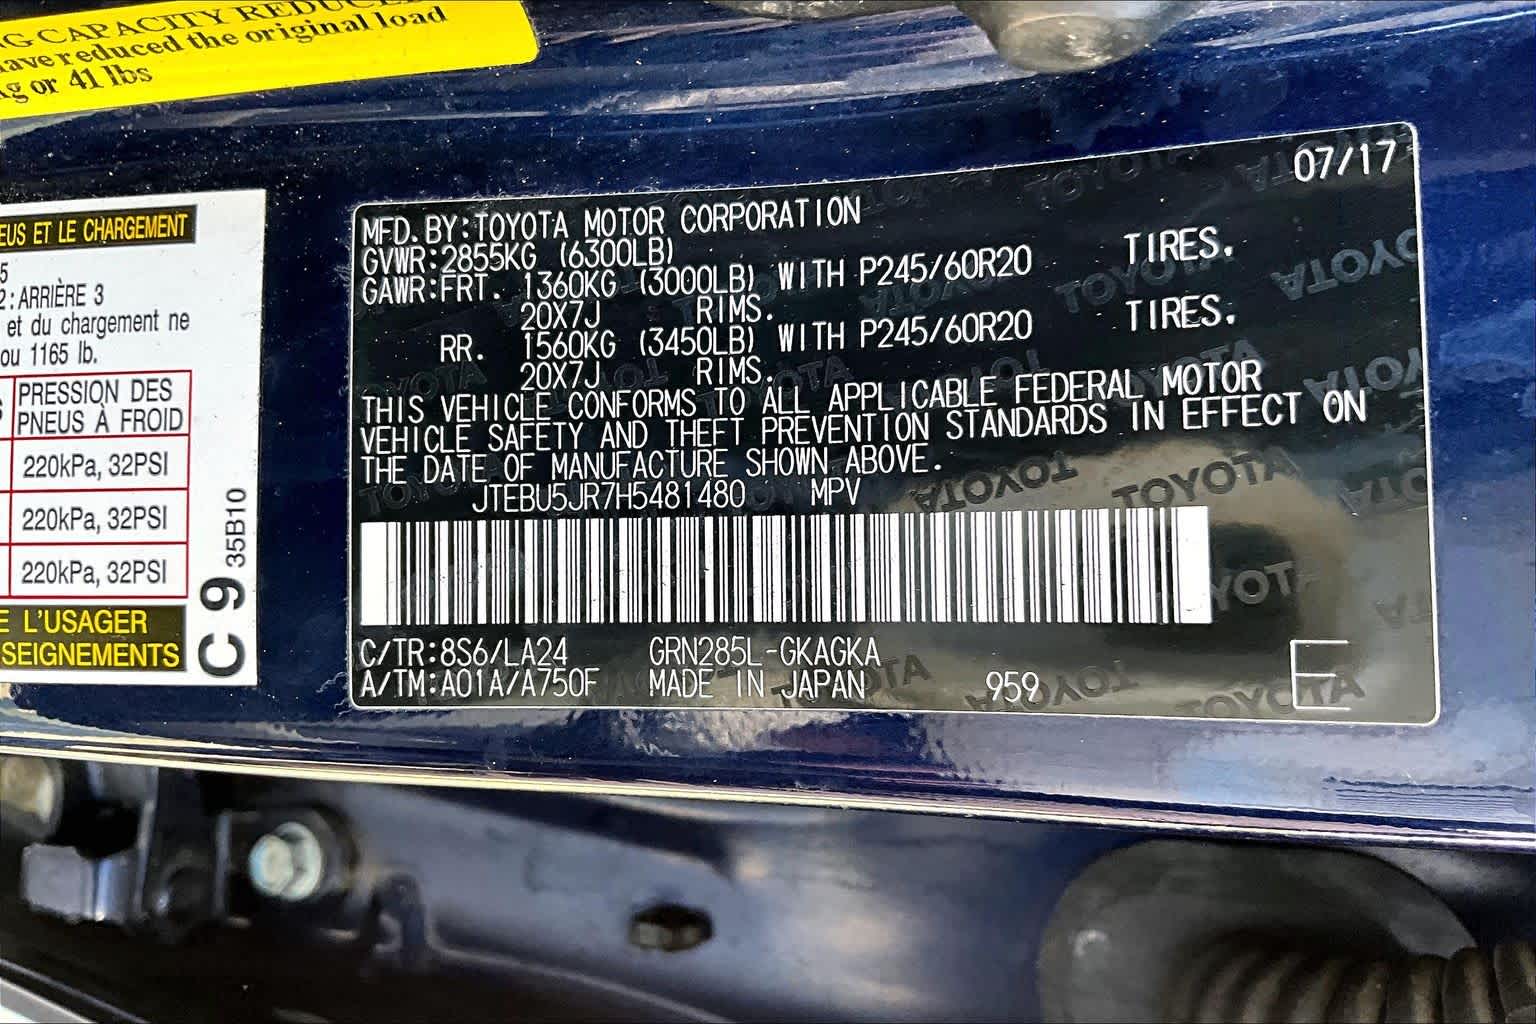 NG CAPACITY REDUCE
have reduced the original load
kg or 41 lbs
EUS ET LE CHARGEMENT
5
2: ARRIÈRE 3
et du chargement ne
ou 1165 lb.
PRESSION DES
PNEUS À FROID
220kPa, 32PSI
220kPa, 32PSI
220kPa, 32PSI
E L'USAGER
SEIGNEMENTS
C 9 35B10
07/17
MFD. BY: TOYOTA MOTOR CORPORATION
GVWR: 2855KG (6300LB)
GAWR: FRT. 1360KG (3000LB) WITH P245/60R20 TIRES.
20X7J RIMS.
RR. 1560KG (3450LB) WITH P245/60R20 TIRES.
20X7J RIMS.
THIS VEHICLE CONFORMS TO ALL APPLICABLE FEDERAL MOTOR
VEHICLE SAFETY AND THEFT PREVENTION STANDARDS IN EFFECT ON
THE DATE OF MANUFACTURE SHOWN ABOVE.
JTEBU5JR7H5481480 MPV
C/TR: 8S6/LA24 GRN285L-GKAGKA
A/TM: A01A/A750F MADE IN JAPAN 959 E